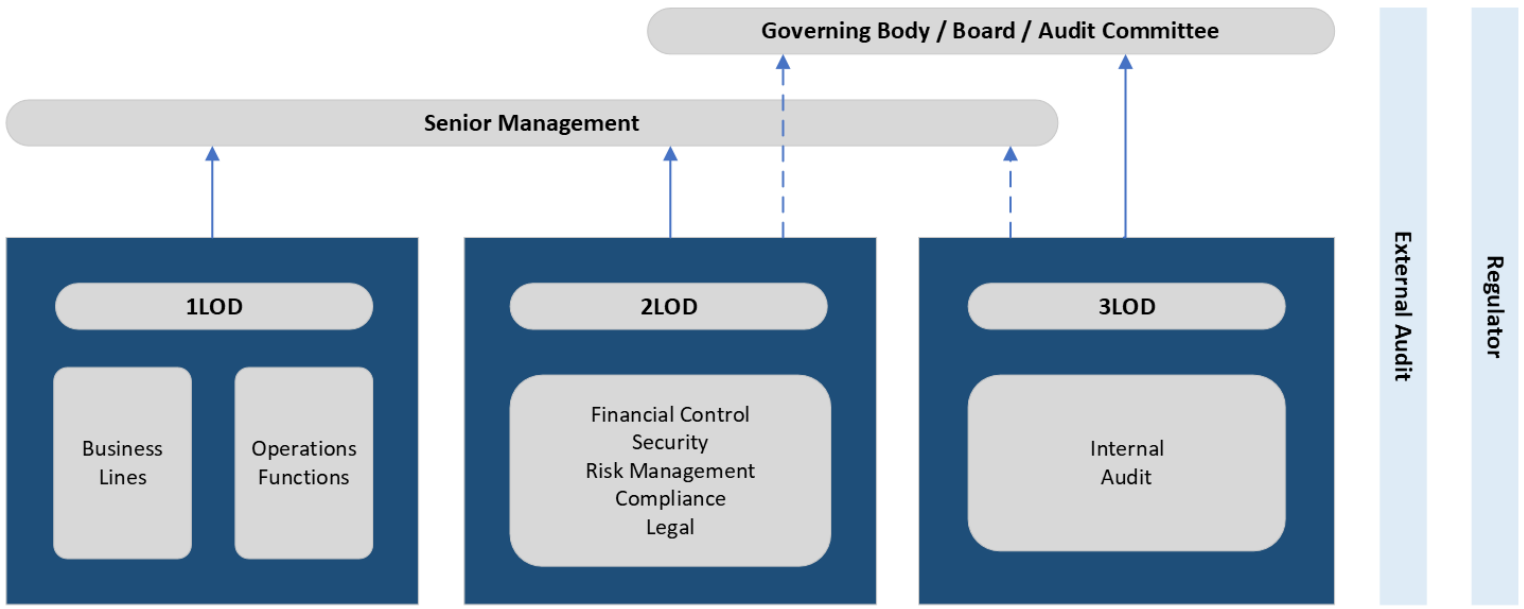 Governing Body / Board / Audit Committee
Senior Management
1LOD
Business
Lines
Operations
Functions
2LOD
Financial Control
Security
Risk Management
Compliance
Legal
3LOD
Internal
Audit
External Audit
Regulator